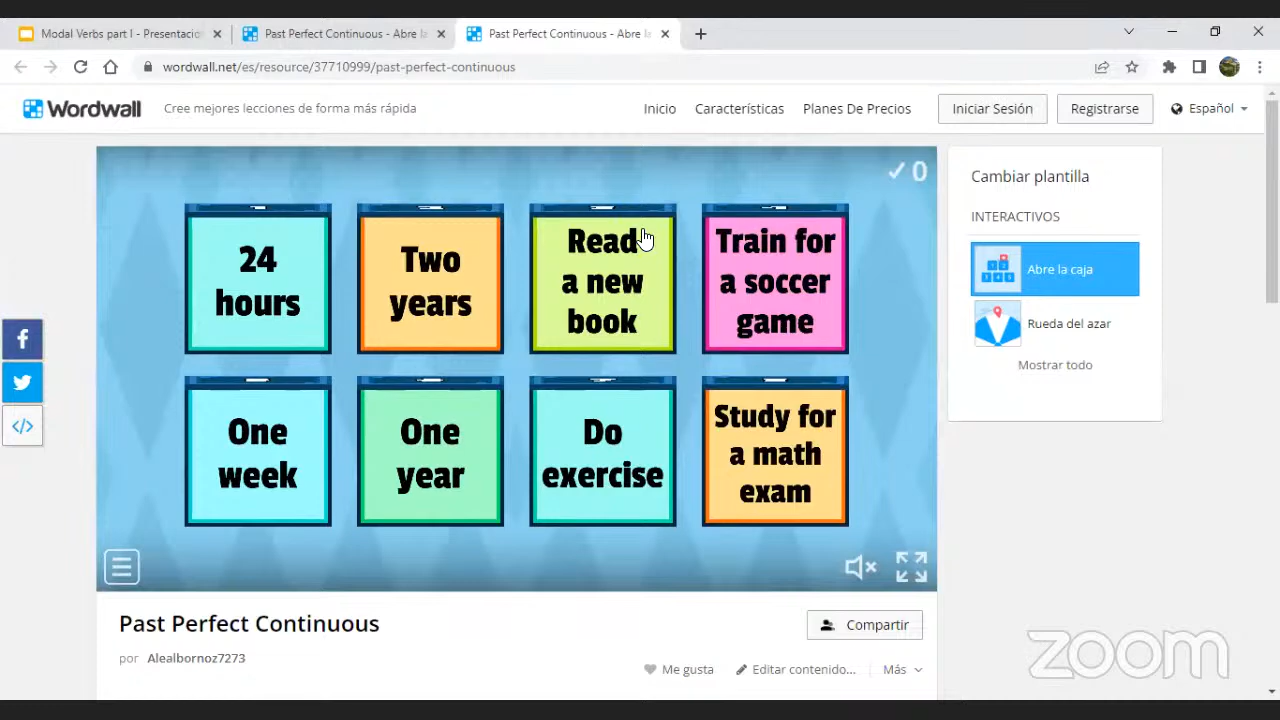 Modal Verbs part I - Presentació
Past Perfect Continuous - Abre la
Past Perfect Continuous - Abre la
wordwall.net/es/resource/37710999/past-perfect-continuous
Wordwall
Cree mejores lecciones de forma más rápida
Inicio
Características
Planes De Precios
Iniciar Sesión
Registrarse
Español
0
24
hours
Two
years
Read
a new
book
Train for
a soccer
game
One
week
One
year
Do
exercise
Study for
a math
exam
Cambiar plantilla
INTERACTIVOS
Abre la caja
Rueda del azar
Mostrar todo
Past Perfect Continuous
Compartir
por Alealbornoz7273
Me gusta
Editar contenido...
Más
zoom